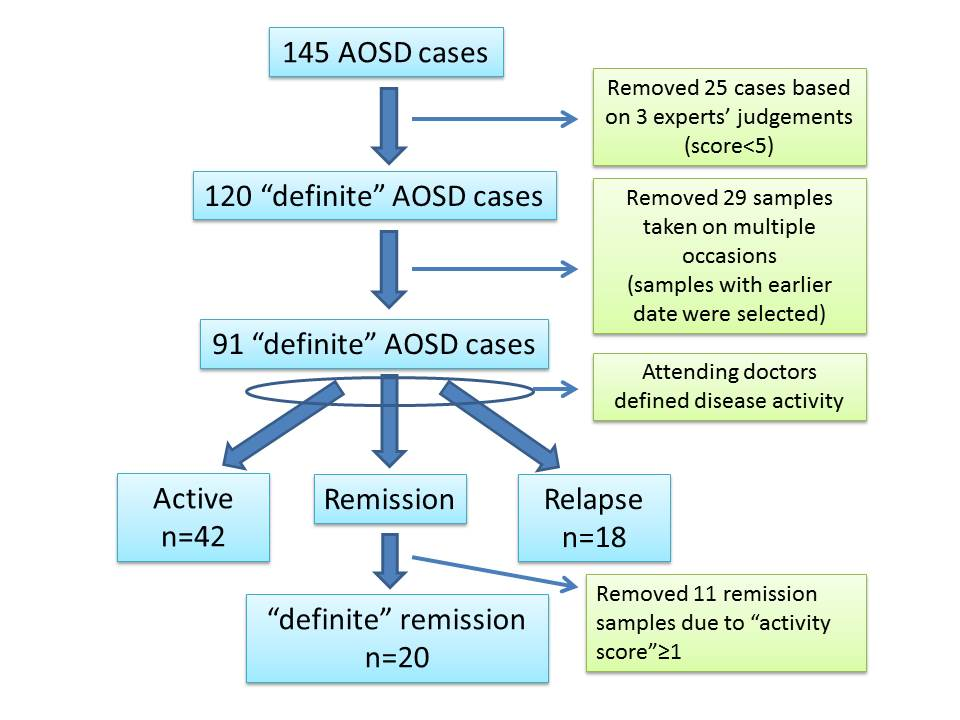 145 AOSD cases
Removed 25 cases based
on 3 experts’ judgements
(score<5)
120 “definite” AOSD cases
Removed 29 samples
taken on multiple
occasions
(samples with earlier
date were selected)
91 “definite” AOSD cases
Attending doctors
defined disease activity
Active
n=42
Remission
Relapse
n=18
Removed 11 remission
samples due to “activity
score”≥1
“definite” remission
n=20